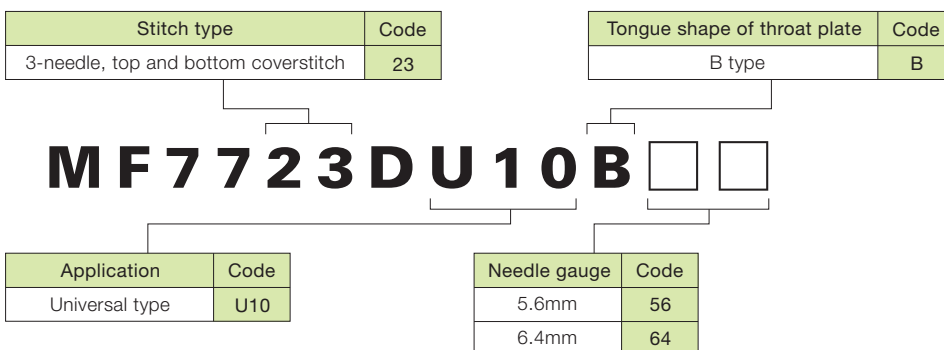 Stitch type Code
3-needle, top and bottom coverstitch 23
Tongue shape of throat plate Code
B type B
MF7723DU10B□□
Application Code
Universal type U10
Needle gauge Code
5.6mm 56
6.4mm 64